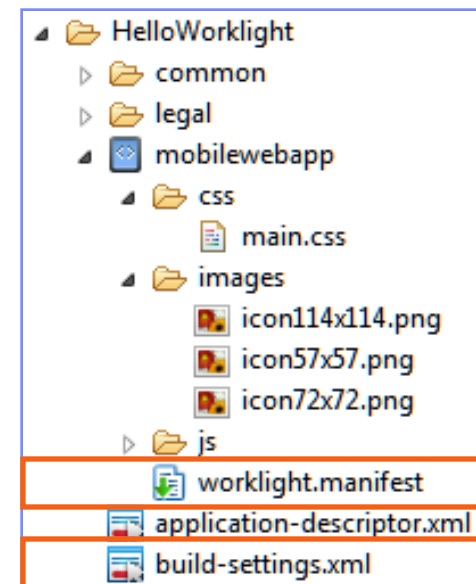 HelloWorklight
common
legal
mobilewebapp
css
main.css
images
icon114x114.png
icon57x57.png
icon72x72.png
js
worklight.manifest
application-descriptor.xml
build-settings.xml